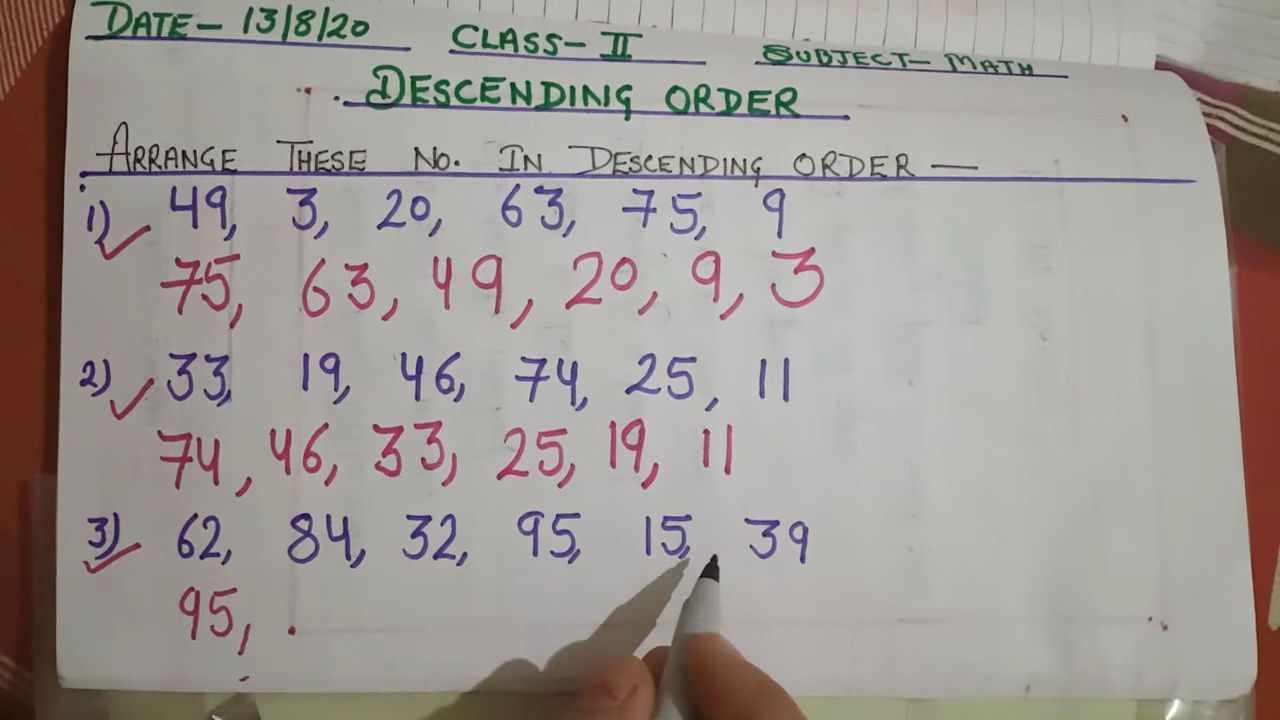 DATE- 13/8/20 CLASS- II SUBJECT- MATH
DESCENDING ORDER
ARRANGE THESE NO. IN DESCENDING ORDER —
1) 49, 3, 20, 63, 75, 9
75, 63, 49, 20, 9, 3
2) 33, 19, 46, 74, 25, 11
74, 46, 33, 25, 19, 11
3) 62, 84, 32, 95, 15, 39
95,